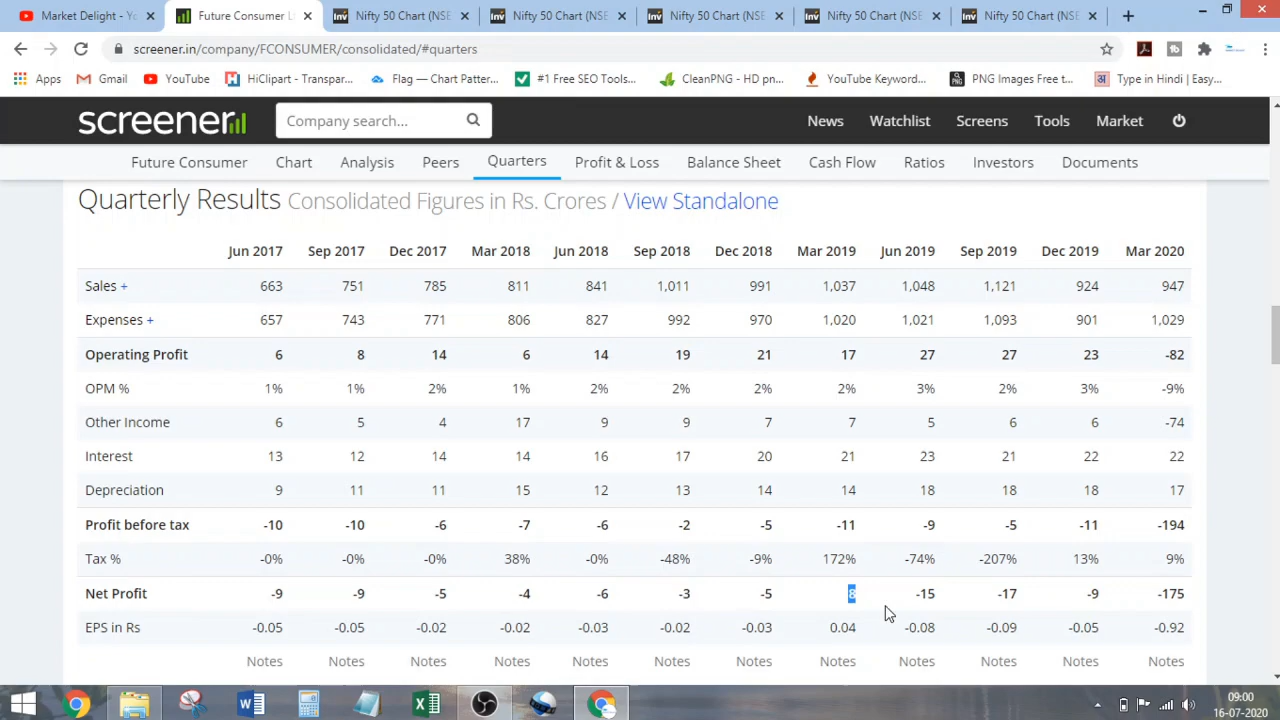 Market Delight - Yo
Future Consumer L
Nifty 50 Chart (NSE
Nifty 50 Chart (NSE
Nifty 50 Chart (NSE
Nifty 50 Chart (NSE
Nifty 50 Chart (NSE
screener.in/company/FCONSUMER/consolidated/#quarters
Apps Gmail YouTube HiClipart - Transpar... Flag — Chart Patter... #1 Free SEO Tools... CleanPNG - HD pn... YouTube Keyword... PNG Images Free t... Type in Hindi | Easy...
screener Company search... News Watchlist Screens Tools Market
Future Consumer Chart Analysis Peers Quarters Profit & Loss Balance Sheet Cash Flow Ratios Investors Documents
Quarterly Results Consolidated Figures in Rs. Crores / View Standalone
Jun 2017 Sep 2017 Dec 2017 Mar 2018 Jun 2018 Sep 2018 Dec 2018 Mar 2019 Jun 2019 Sep 2019 Dec 2019 Mar 2020
Sales + 663 751 785 811 841 1,011 991 1,037 1,048 1,121 924 947
Expenses + 657 743 771 806 827 992 970 1,020 1,021 1,093 901 1,029
Operating Profit 6 8 14 6 14 19 21 17 27 27 23 -82
OPM % 1% 1% 2% 1% 2% 2% 2% 2% 3% 2% 3% -9%
Other Income 6 5 4 17 9 9 7 7 5 6 6 -74
Interest 13 12 14 14 16 17 20 21 23 21 22 22
Depreciation 9 11 11 15 12 13 14 14 18 18 18 17
Profit before tax -10 -10 -6 -7 -6 -2 -5 -11 -9 -5 -11 -194
Tax % -0% -0% -0% 38% -0% -48% -9% 172% -74% -207% 13% 9%
Net Profit -9 -9 -5 -4 -6 -3 -5 8 -15 -17 -9 -175
EPS in Rs -0.05 -0.05 -0.02 -0.02 -0.03 -0.02 -0.03 0.04 -0.08 -0.09 -0.05 -0.92
Notes Notes Notes Notes Notes Notes Notes Notes Notes Notes Notes Notes
09:00
16-07-2020